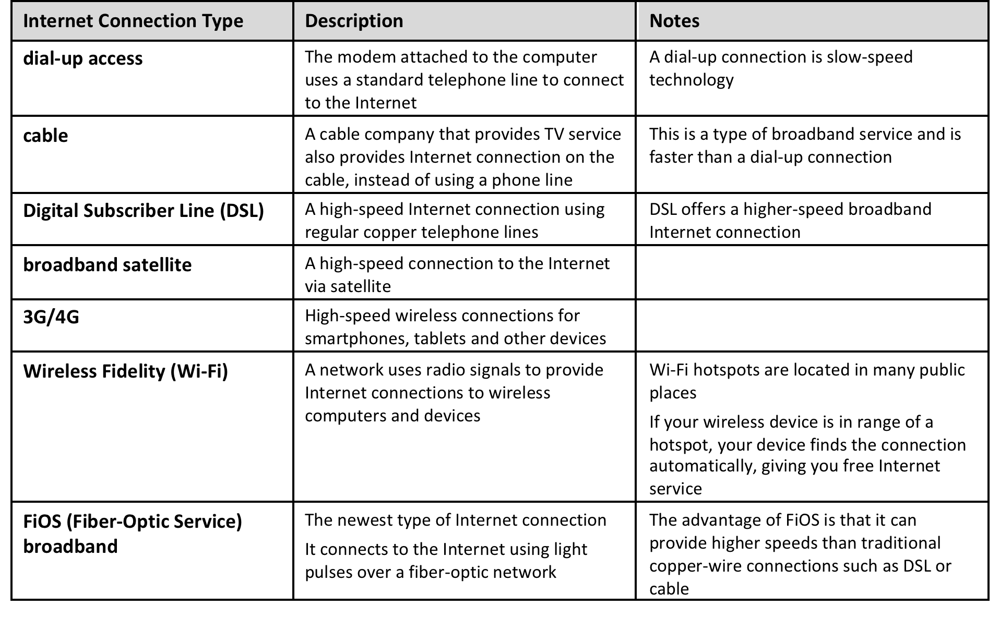 Internet Connection Type
Description
Notes
dial-up access
The modem attached to the computer
uses a standard telephone line to connect
to the Internet
A dial-up connection is slow-speed
technology
cable
A cable company that provides TV service
also provides Internet connection on the
cable, instead of using a phone line
This is a type of broadband service and is
faster than a dial-up connection
Digital Subscriber Line (DSL)
A high-speed Internet connection using
regular copper telephone lines
DSL offers a higher-speed broadband
Internet connection
broadband satellite
A high-speed connection to the Internet
via satellite
3G/4G
High-speed wireless connections for
smartphones, tablets and other devices
Wireless Fidelity (Wi-Fi)
A network uses radio signals to provide
Internet connections to wireless
computers and devices
Wi-Fi hotspots are located in many public
places
If your wireless device is in range of a
hotspot, your device finds the connection
automatically, giving you free Internet
service
FiOS (Fiber-Optic Service)
broadband
The newest type of Internet connection
It connects to the Internet using light
pulses over a fiber-optic network
The advantage of FiOS is that it can
provide higher speeds than traditional
copper-wire connections such as DSL or
cable